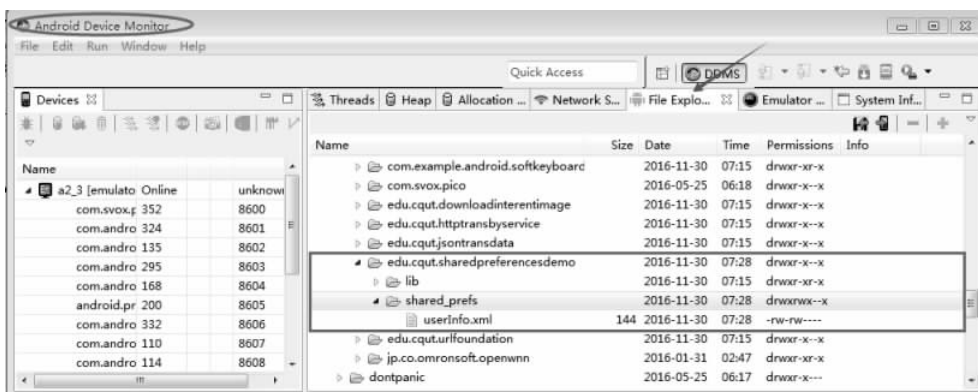 Android Device Monitor
File Edit Run Window Help
Quick Access
DDMS
Devices
Threads Heap Allocation ... Network S... File Explo... Emulator ... System Inf...
Name
a2_3 [emulato Online unknow
com.svox.p 352 8600
com.andro 324 8601
com.andro 135 8602
com.andro 295 8603
com.andro 168 8604
android.pr 200 8605
com.andro 332 8606
com.andro 110 8607
com.andro 114 8608
Name Size Date Time Permissions Info
com.example.android.softkeyboard 2016-11-30 07:15 drwxr-xr-x
com.svox.pico 2016-05-25 06:18 drwxr-x--x
edu.cqut.downloadinterentimage 2016-11-30 07:15 drwxr-x--x
edu.cqut.httptransbyservice 2016-11-30 07:15 drwxr-x--x
edu.cqut.jsontransdata 2016-11-30 07:15 drwxr-x--x
edu.cqut.sharedpreferencesdemo 2016-11-30 07:28 drwxr-x--x
lib 2016-11-30 07:15 drwxr-xr-x
shared_prefs 2016-11-30 07:28 drwxrwx--x
userInfo.xml 144 2016-11-30 07:28 -rw-rw----
edu.cqut.urlfoundation 2016-11-30 07:15 drwxr-x--x
jp.co.omronsoft.openwnn 2016-01-31 02:47 drwxr-xr-x
dontpanic 2016-05-25 06:17 drwxr-x---